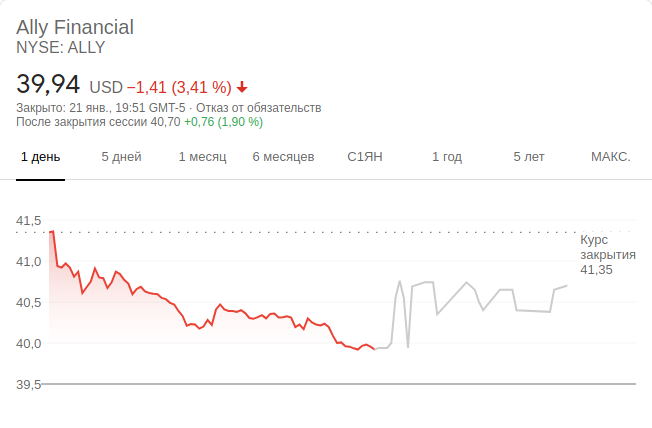 Ally Financial
NYSE: ALLY
39,94 USD −1,41 (3,41 %)
Закрыто: 21 янв., 19:51 GMT-5 · Отказ от обязательств
После закрытия сессии 40,70 +0,76 (1,90 %)
1 день 5 дней 1 месяц 6 месяцев С1ЯН 1 год 5 лет МАКС.
41,5
41,0
40,5
40,0
39,5
Курс
закрытия
41,35